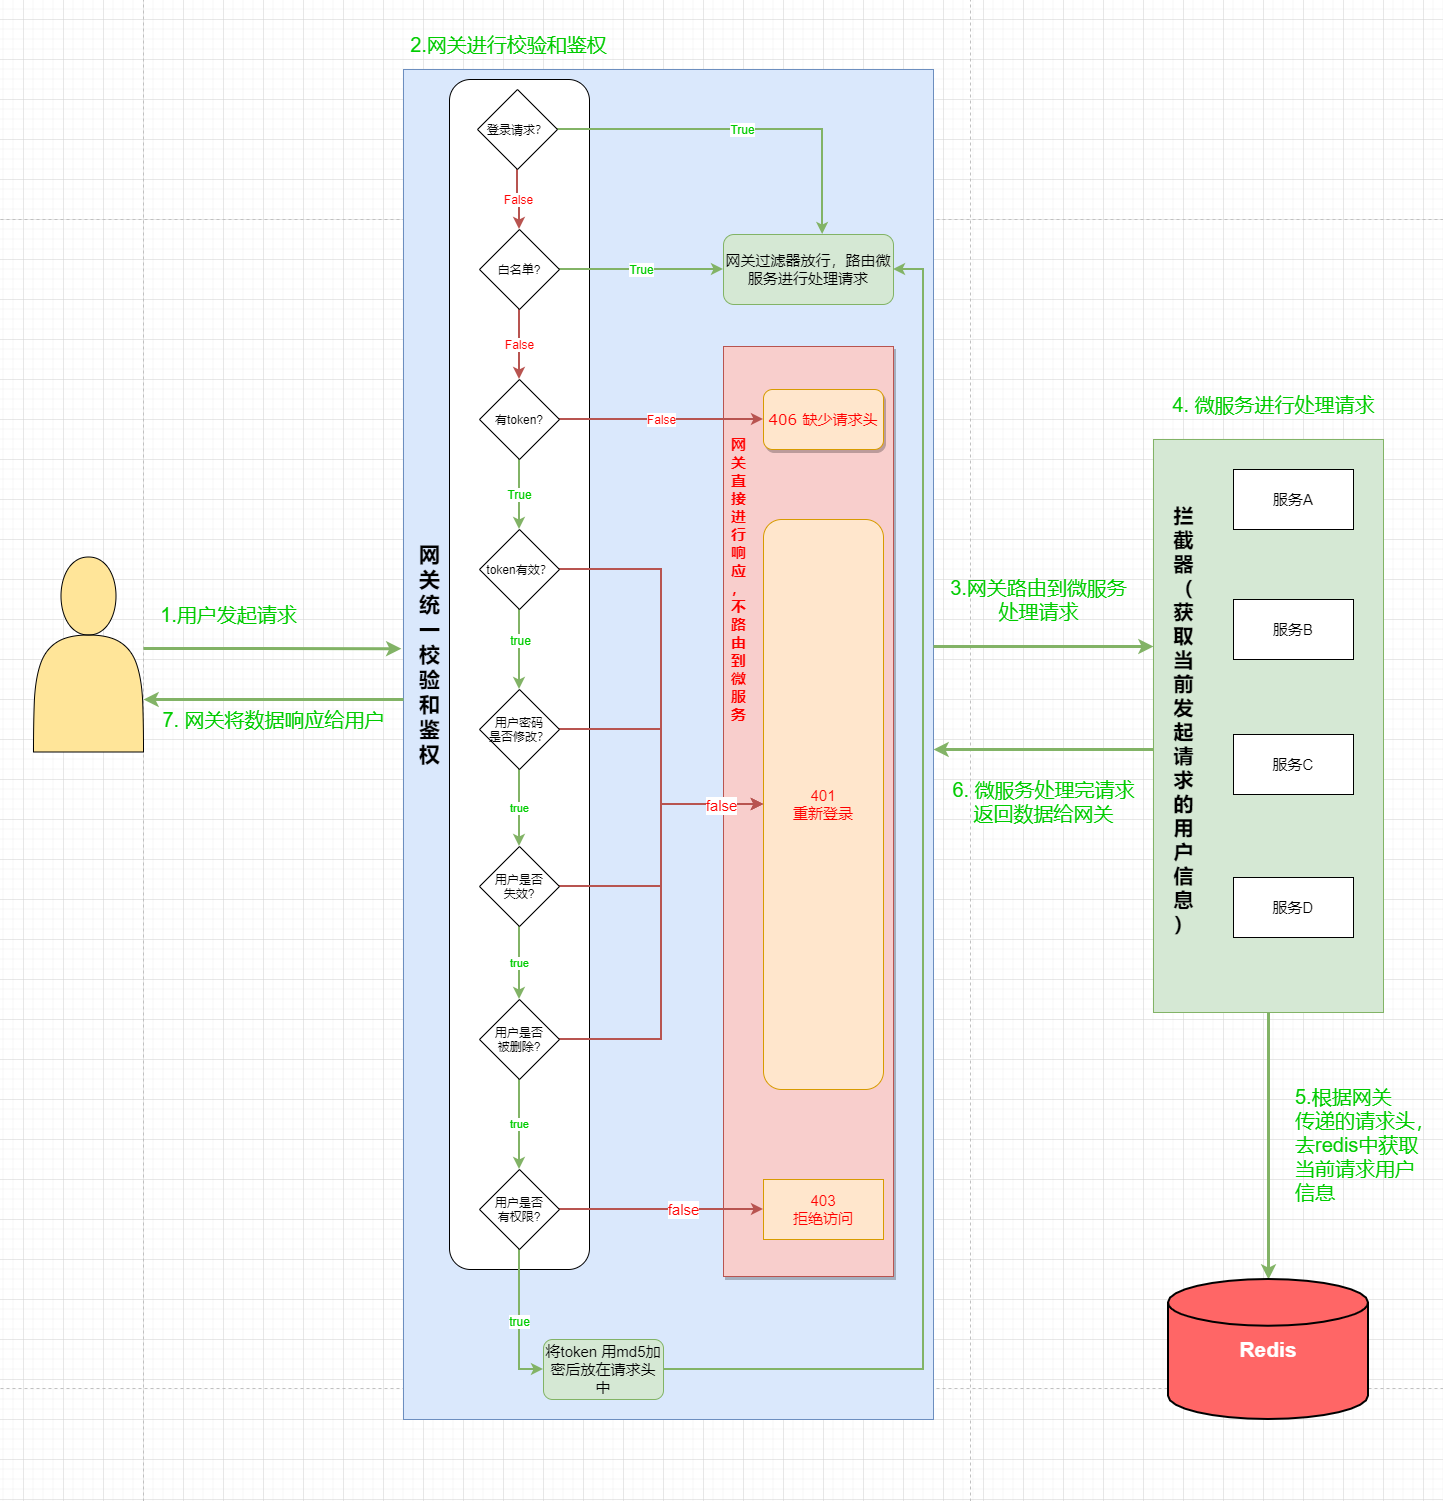 2.网关进行校验和鉴权
登录请求?
True
False
白名单?
True
网关过滤器放行，路由微
服务进行处理请求
False
有token?
False
406 缺少请求头
True
token有效?
true
用户密码
是否修改?
true
用户是否
失效?
true
用户是否
被删除?
true
用户是否
有权限?
false
401
重新登录
false
403
拒绝访问
true
将token 用md5加
密后放在请求头
中
网关统一校验和鉴权
网关直接进行响应，不路由到微服务
1.用户发起请求
7. 网关将数据响应给用户
3.网关路由到微服务
处理请求
6. 微服务处理完请求
返回数据给网关
4. 微服务进行处理请求
拦截器（获取当前发起请求的用户信息）
服务A
服务B
服务C
服务D
5.根据网关
传递的请求头，
去redis中获取
当前请求用户
信息
Redis